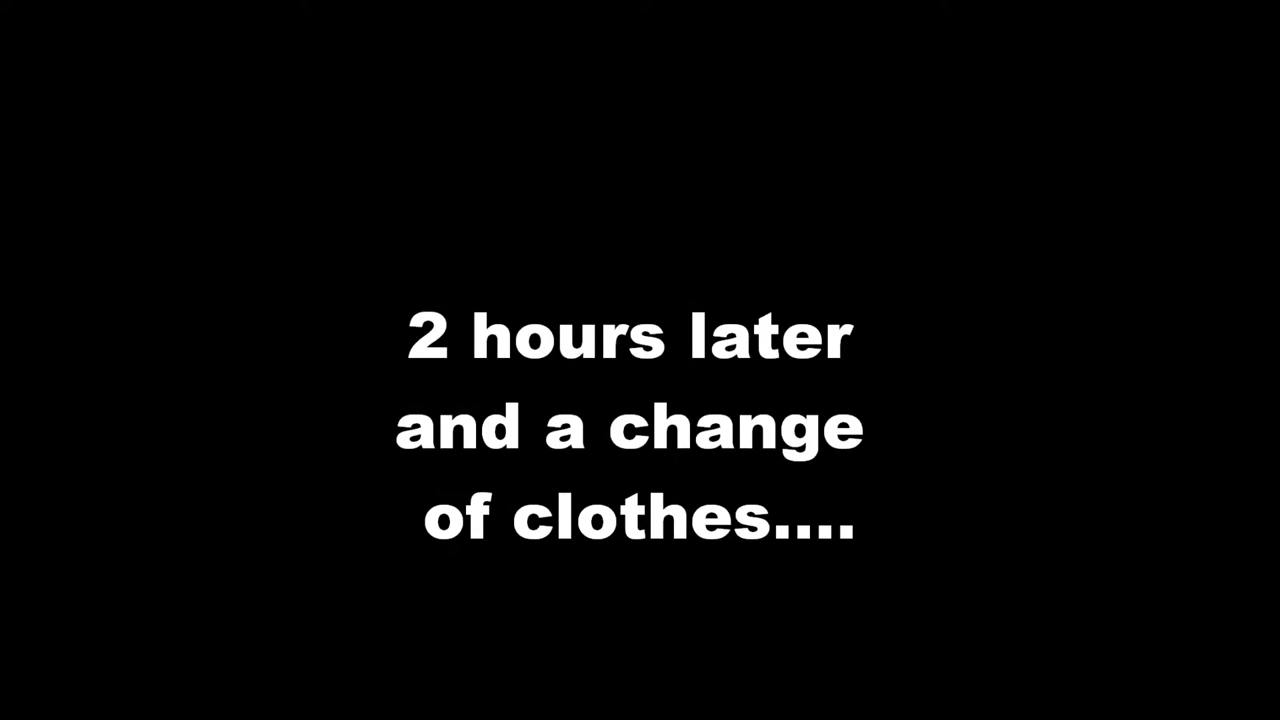 2 hours later
and a change
of clothes....